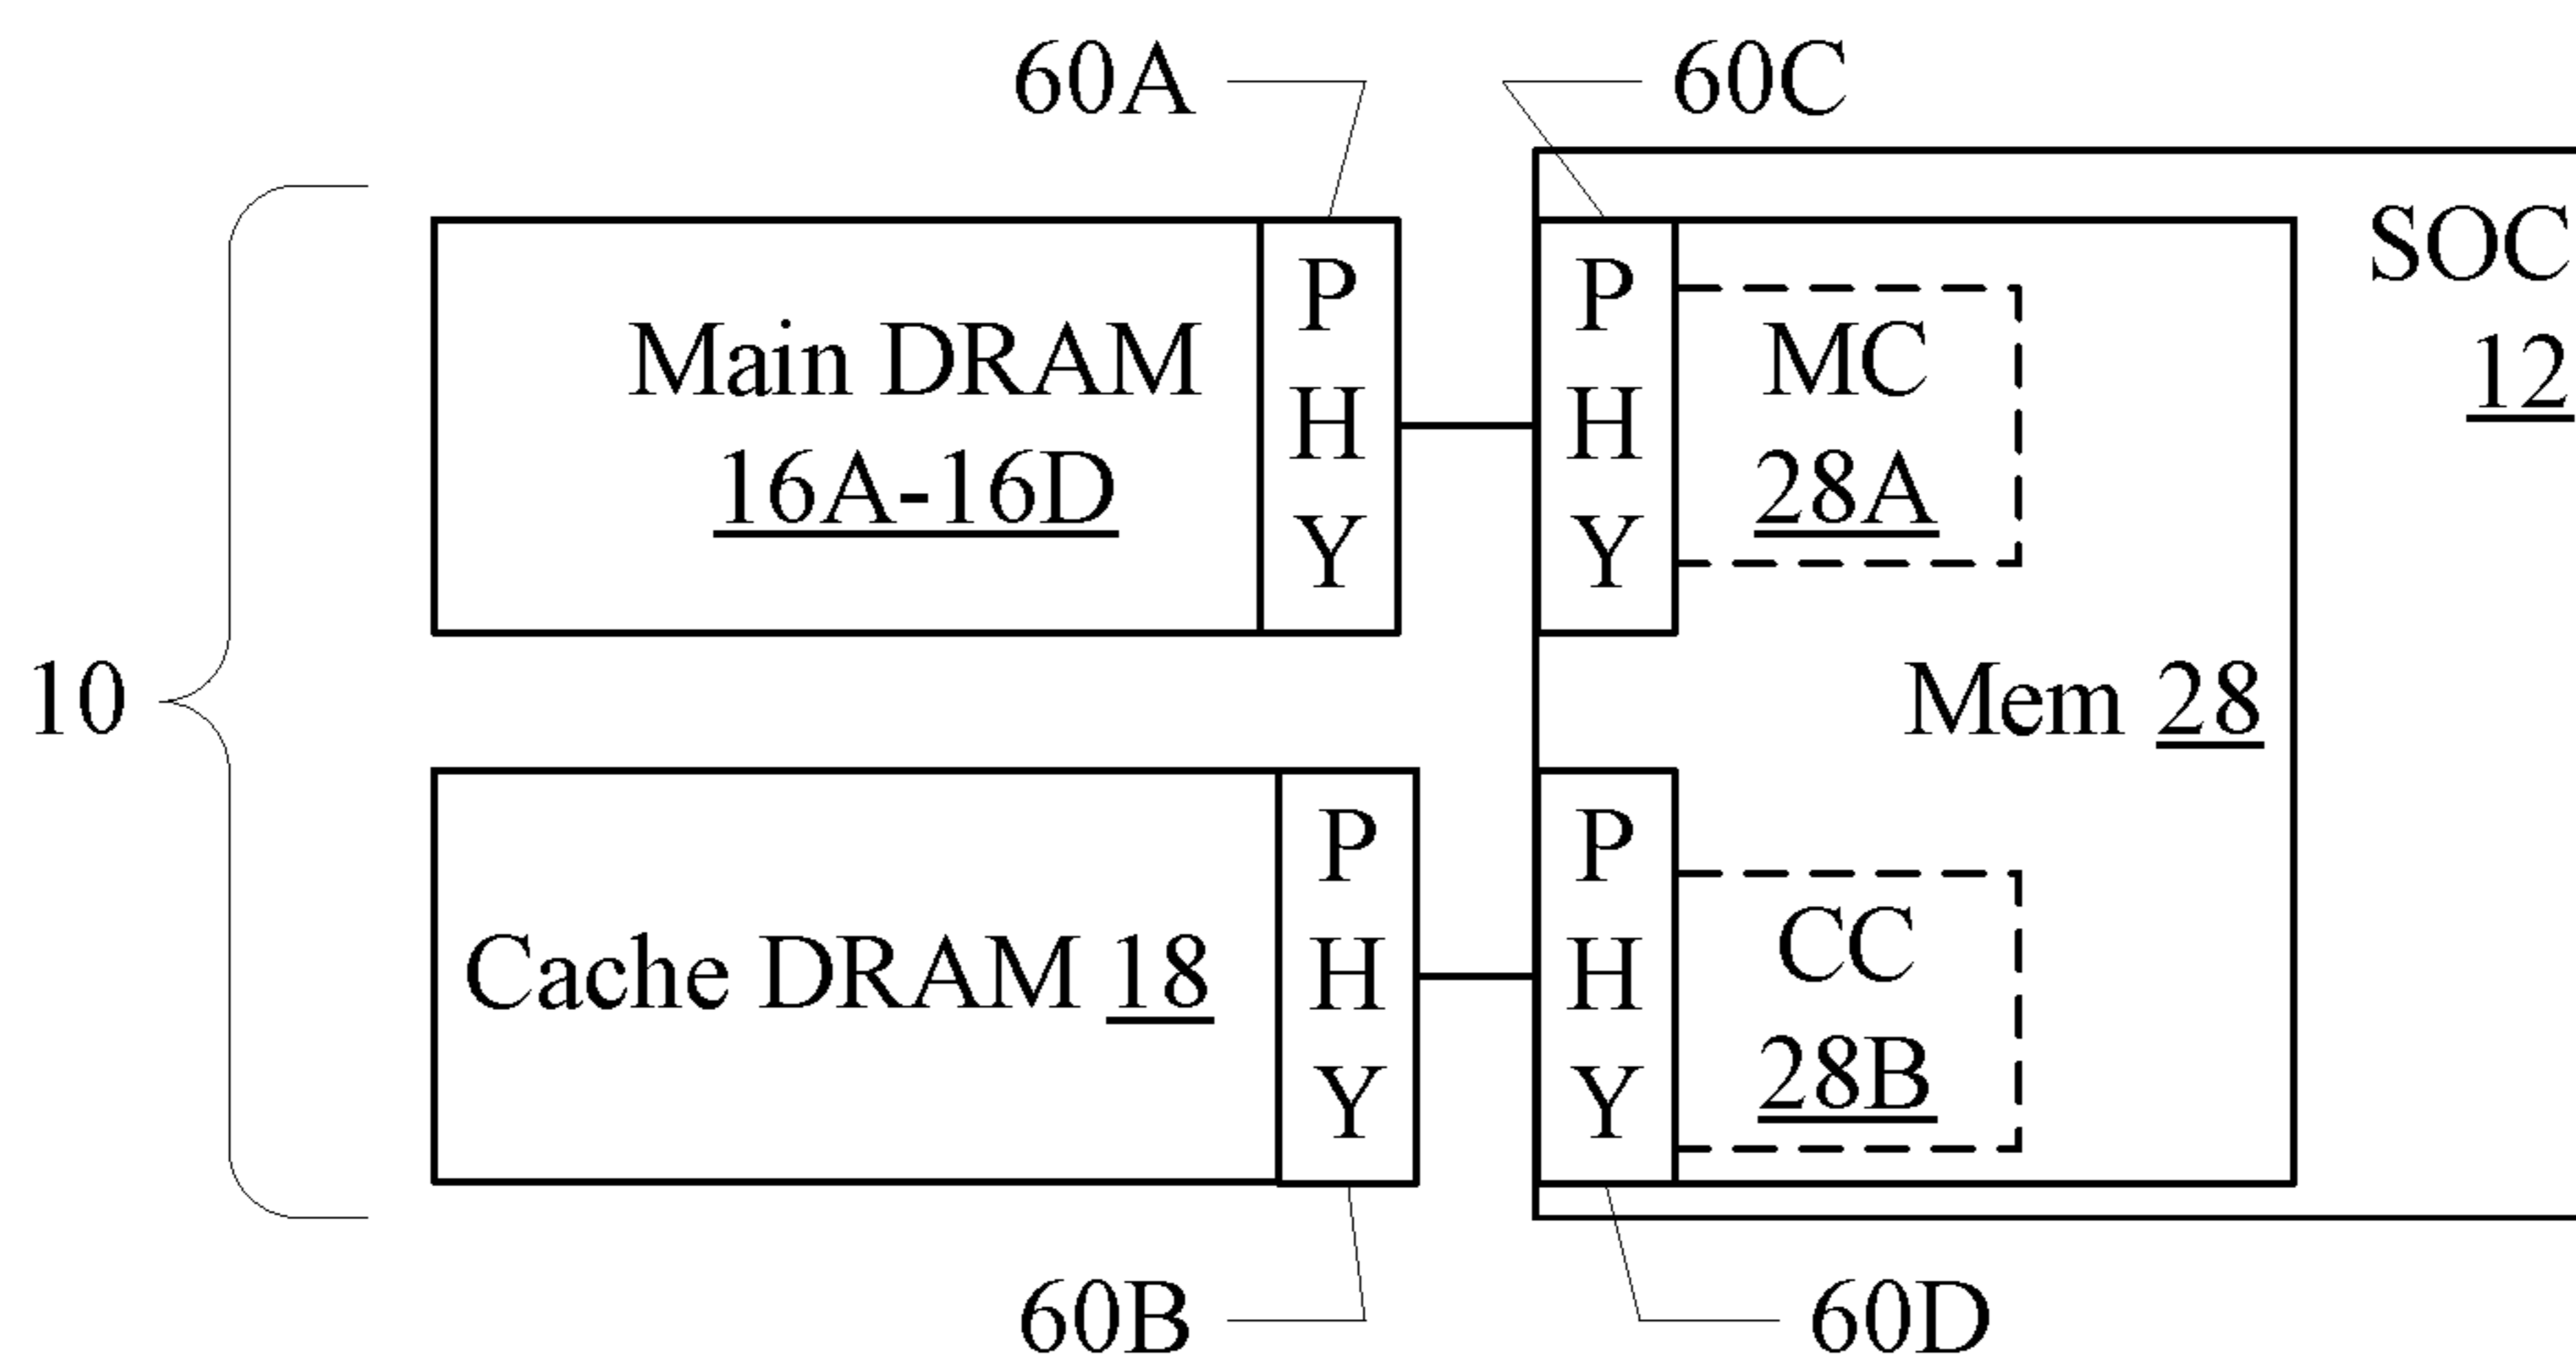 60A
60C
SOC
12
Main DRAM
16A-16D
P
H
Y
P
H
Y
MC
28A
10
Mem 28
Cache DRAM 18
P
H
Y
P
H
Y
CC
28B
60B
60D